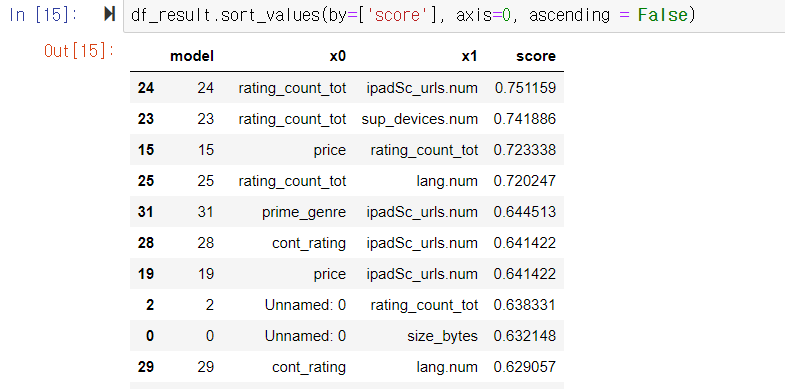 In [15]: df_result.sort_values(by=['score'], axis=0, ascending = False)
Out[15]:
model x0 x1 score
24 24 rating_count_tot ipadSc_urls.num 0.751159
23 23 rating_count_tot sup_devices.num 0.741886
15 15 price rating_count_tot 0.723338
25 25 rating_count_tot lang.num 0.720247
31 31 prime_genre ipadSc_urls.num 0.644513
28 28 cont_rating ipadSc_urls.num 0.641422
19 19 price ipadSc_urls.num 0.641422
2 2 Unnamed: 0 rating_count_tot 0.638331
0 0 Unnamed: 0 size_bytes 0.632148
29 29 cont_rating lang.num 0.629057